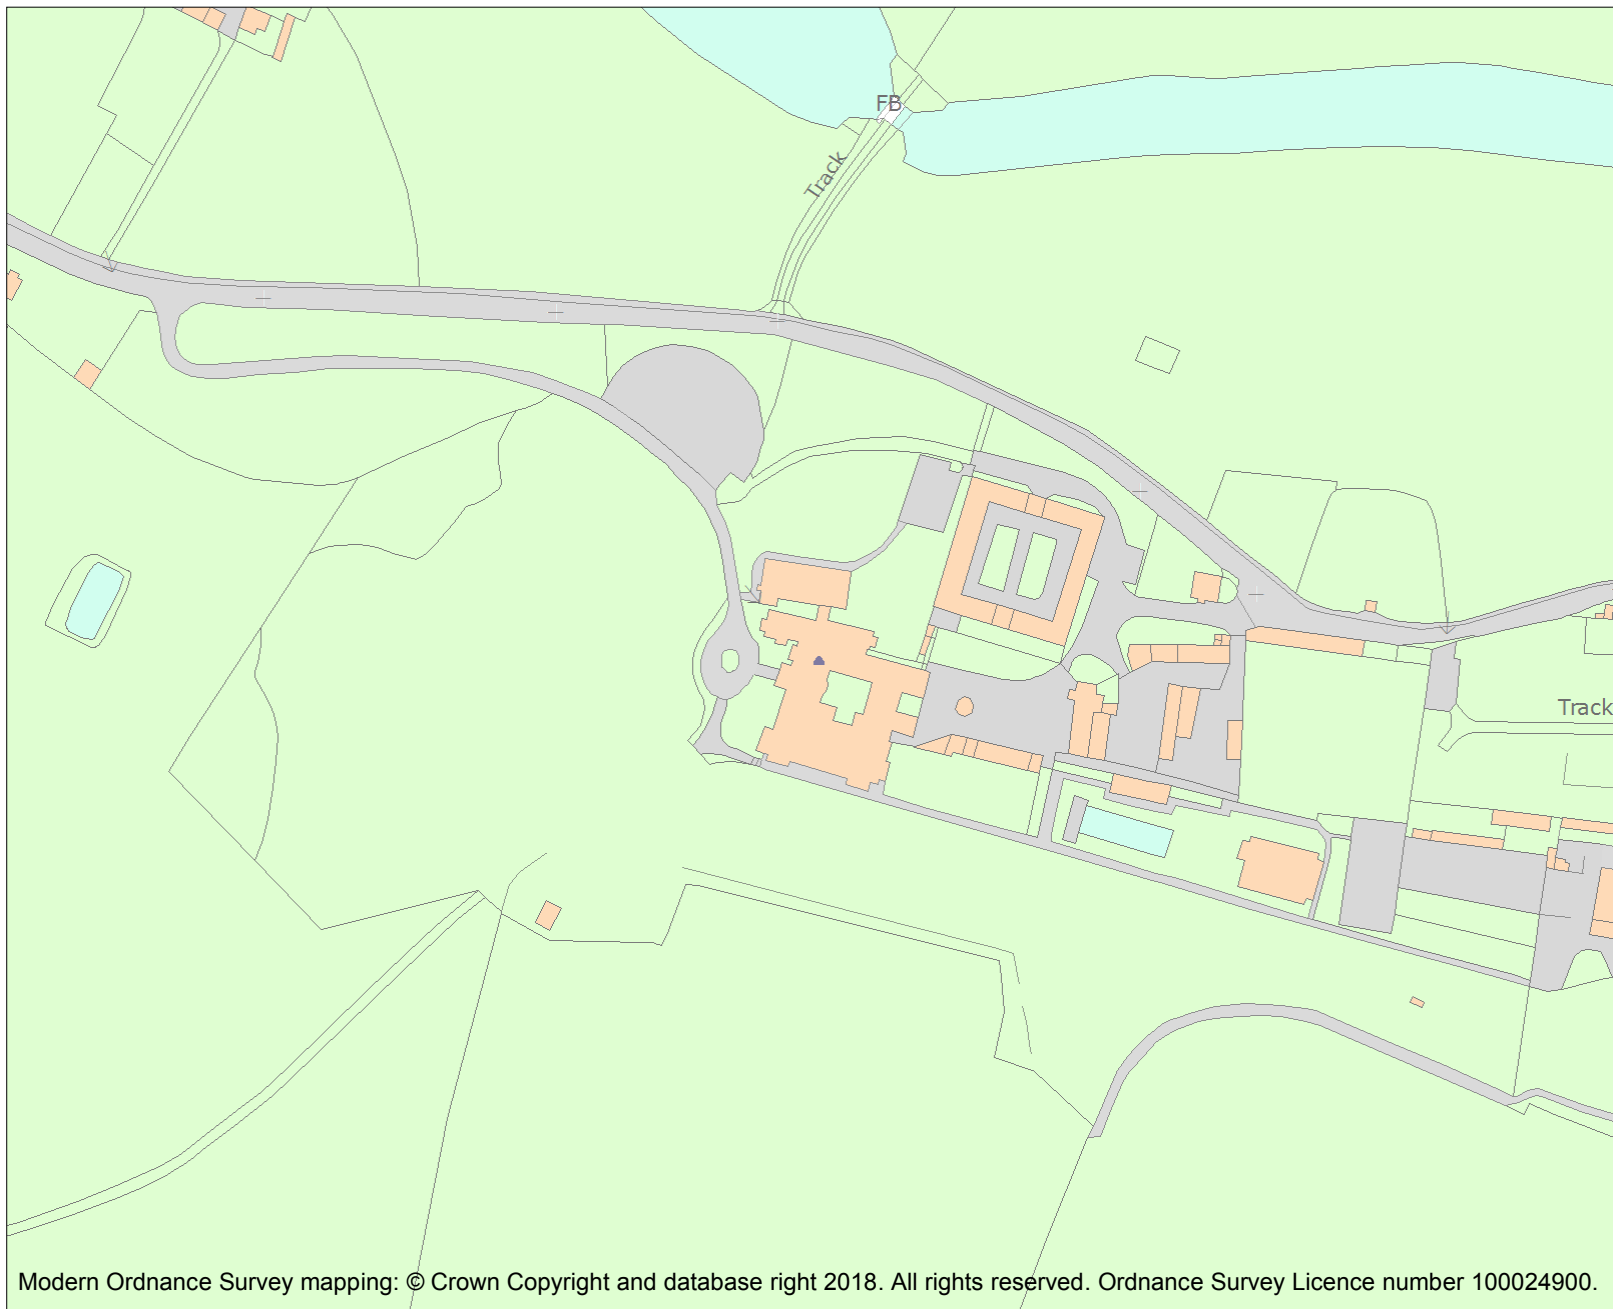 FB
Track
Track
Modern Ordnance Survey mapping: © Crown Copyright and database right 2018. All rights reserved. Ordnance Survey Licence number 100024900.